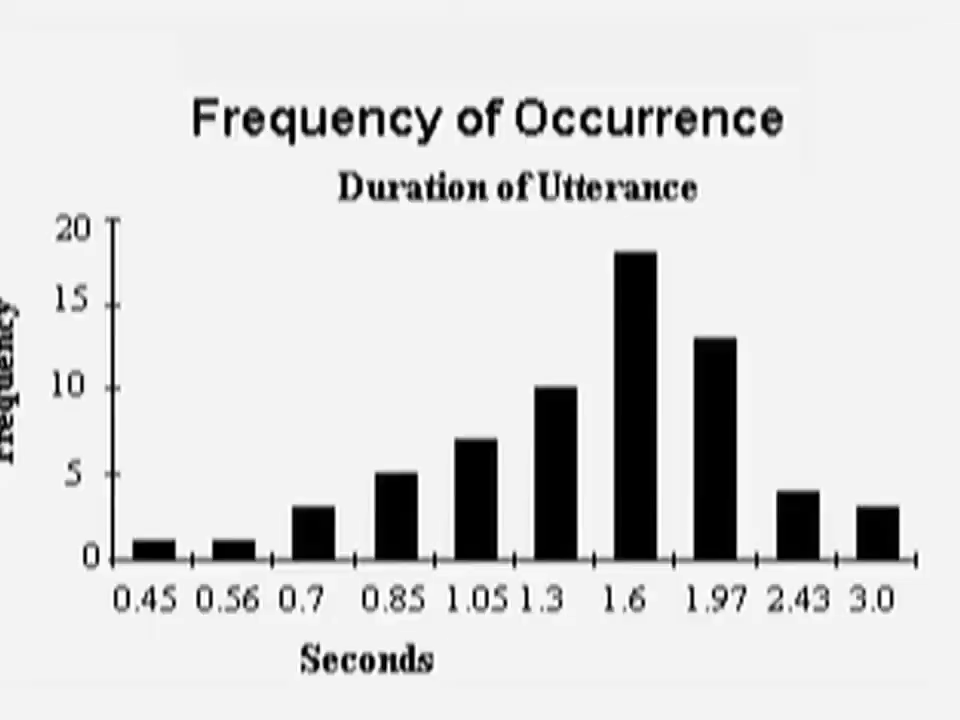 Frequency of Occurrence
Duration of Utterance
20
15
10
5
0
Frequency
0.45 0.56 0.7 0.85 1.05 1.3 1.6 1.97 2.43 3.0
Seconds